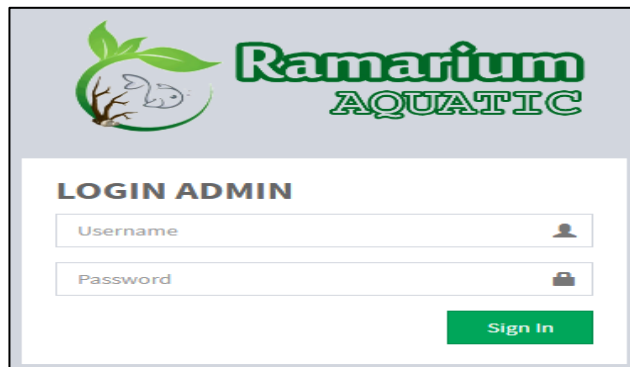 Ramarium
AQUATIC
LOGIN ADMIN
Username
Password
Sign In